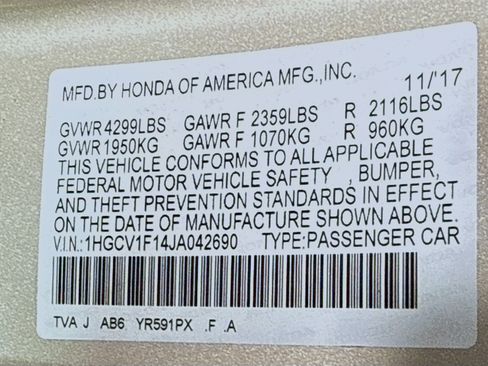 MFD.BY HONDA OF AMERICA MFG.,INC. 11/'17
GVWR 4299LBS GAWR F 2359LBS R 2116LBS
GVWR 1950KG GAWR F 1070KG R 960KG
THIS VEHICLE CONFORMS TO ALL APPLICABLE
FEDERAL MOTOR VEHICLE SAFETY , BUMPER,
AND THEFT PREVENTION STANDARDS IN EFFECT
ON THE DATE OF MANUFACTURE SHOWN ABOVE.
V.I.N.:1HGCV1F14JA042690 TYPE:PASSENGER CAR
TVA J AB6 YR591PX .F .A